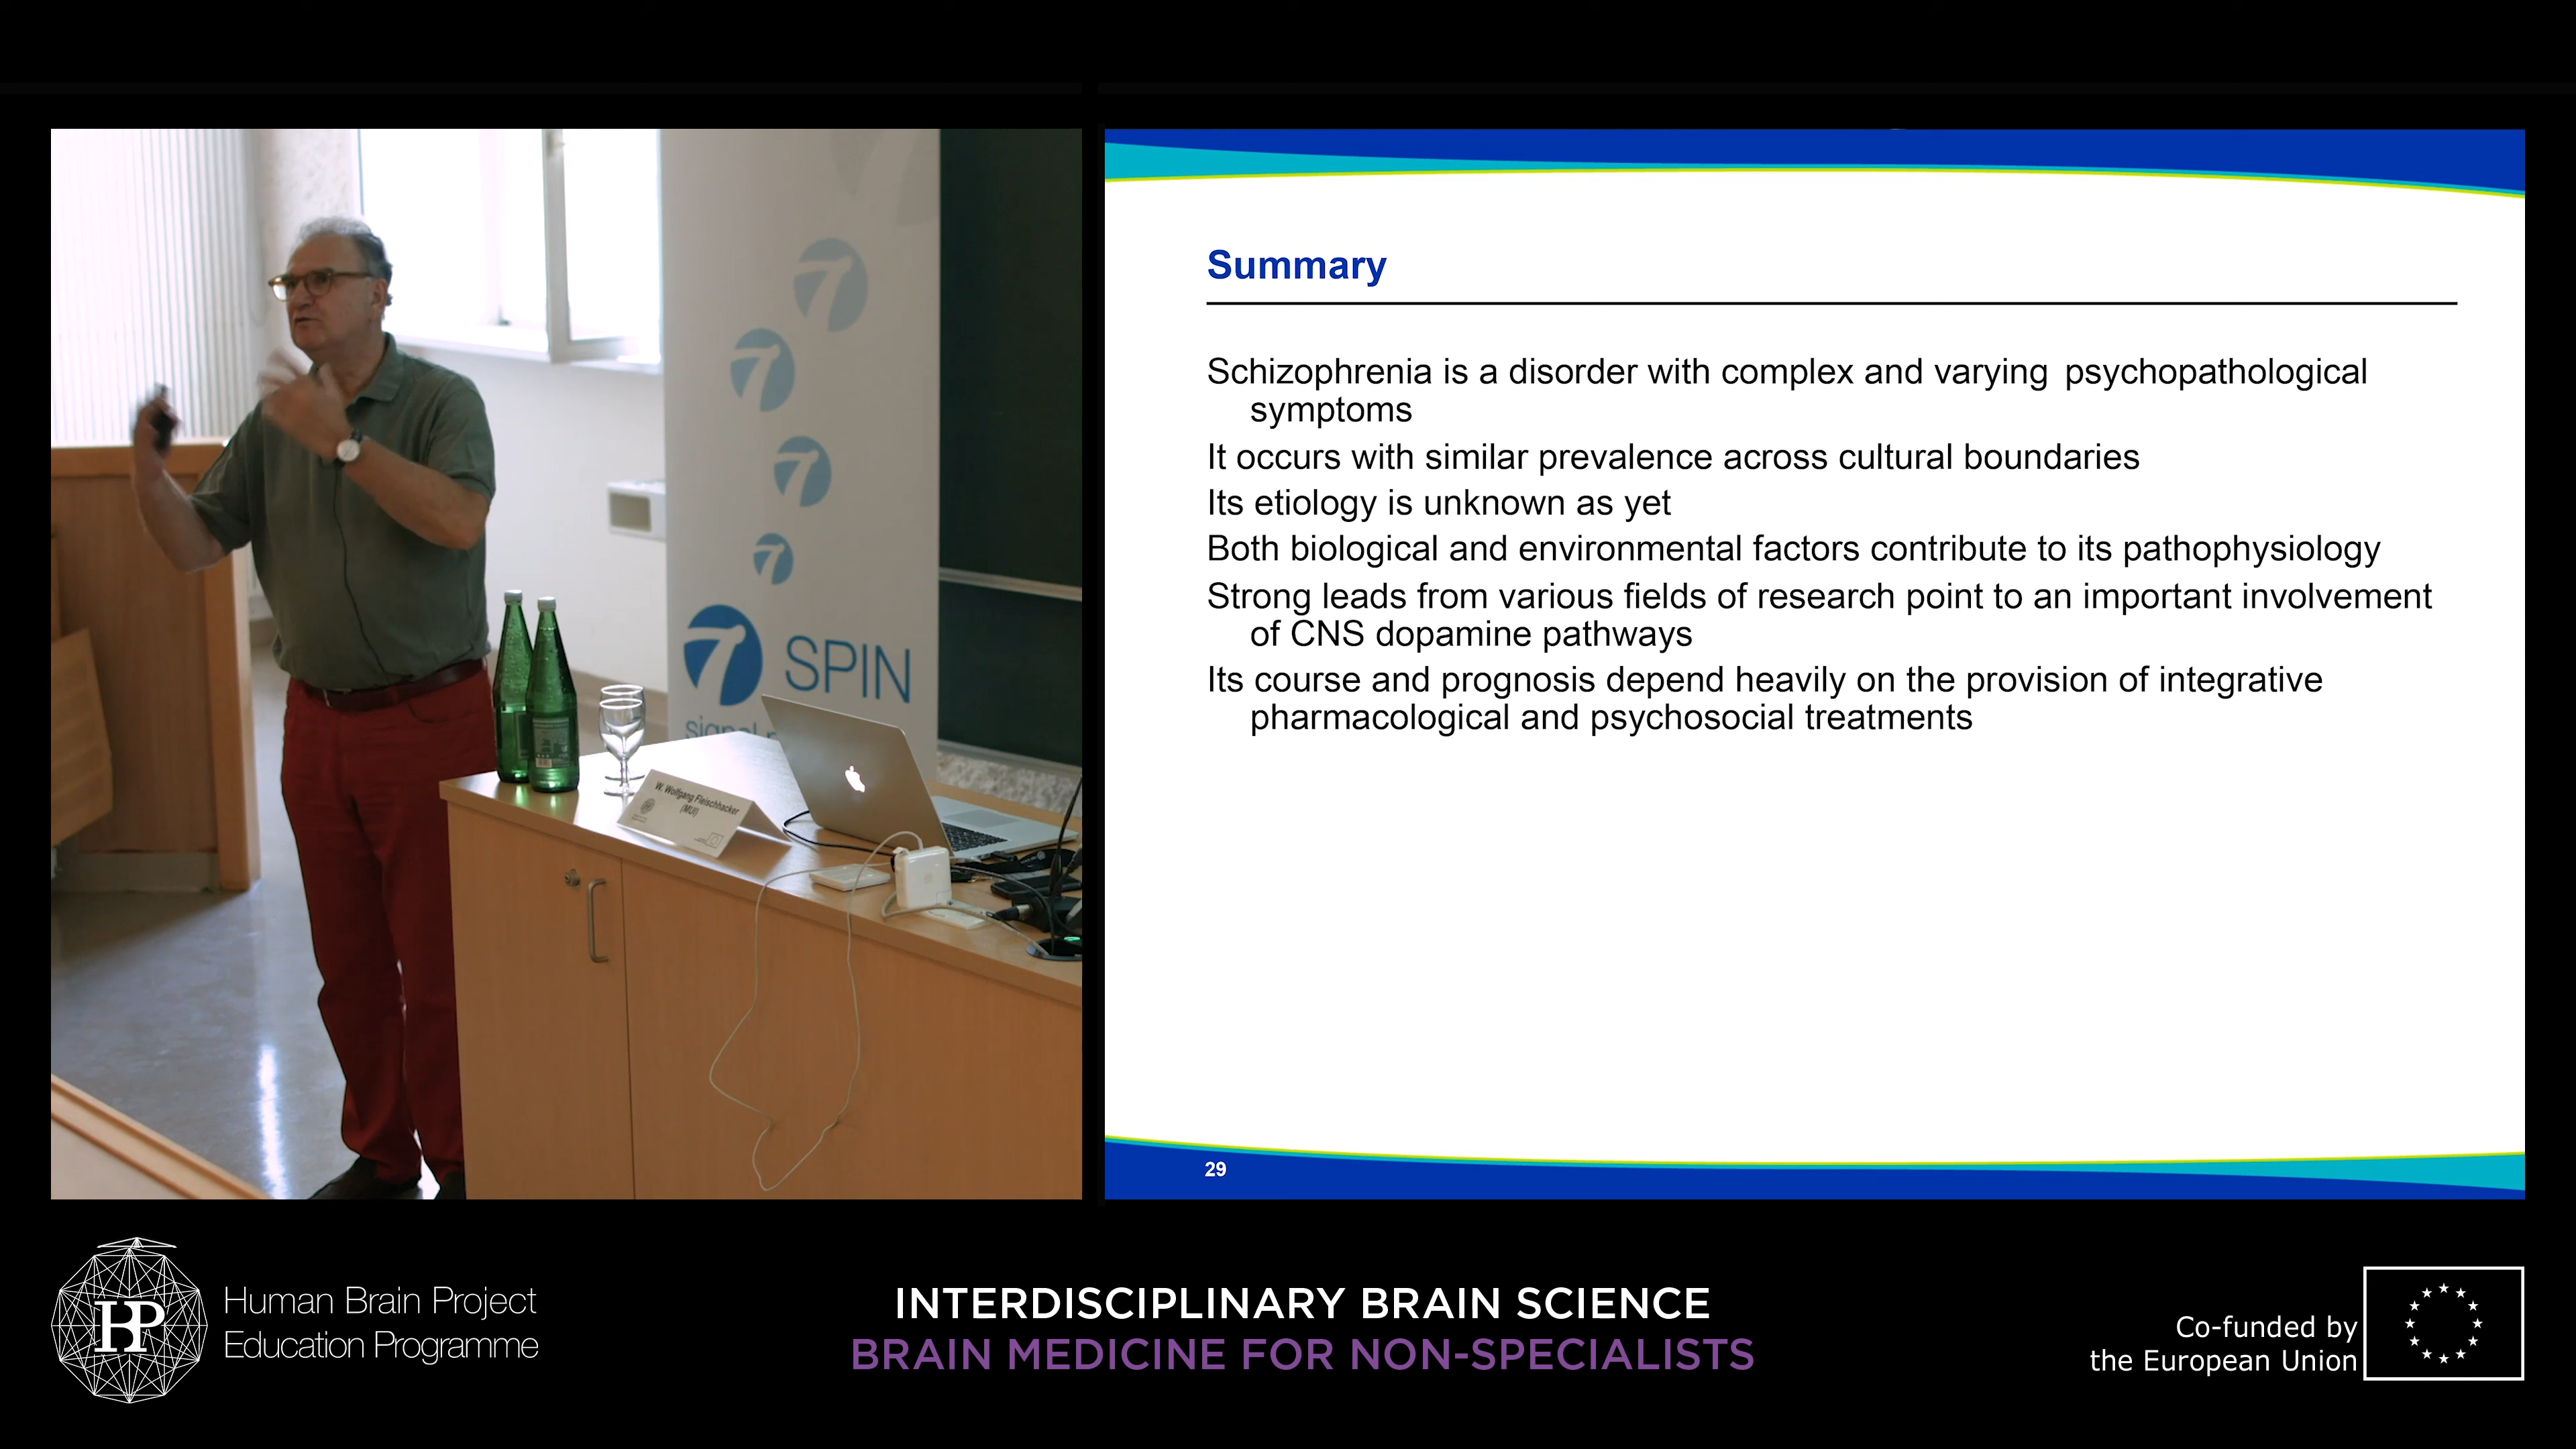 SPIN
W. Wolfgang Fleischhacker
(MUI)
Summary
Schizophrenia is a disorder with complex and varying psychopathological
symptoms
It occurs with similar prevalence across cultural boundaries
Its etiology is unknown as yet
Both biological and environmental factors contribute to its pathophysiology
Strong leads from various fields of research point to an important involvement
of CNS dopamine pathways
Its course and prognosis depend heavily on the provision of integrative
pharmacological and psychosocial treatments
29
HBP
Human Brain Project
Education Programme
INTERDISCIPLINARY BRAIN SCIENCE
BRAIN MEDICINE FOR NON-SPECIALISTS
Co-funded by
the European Union